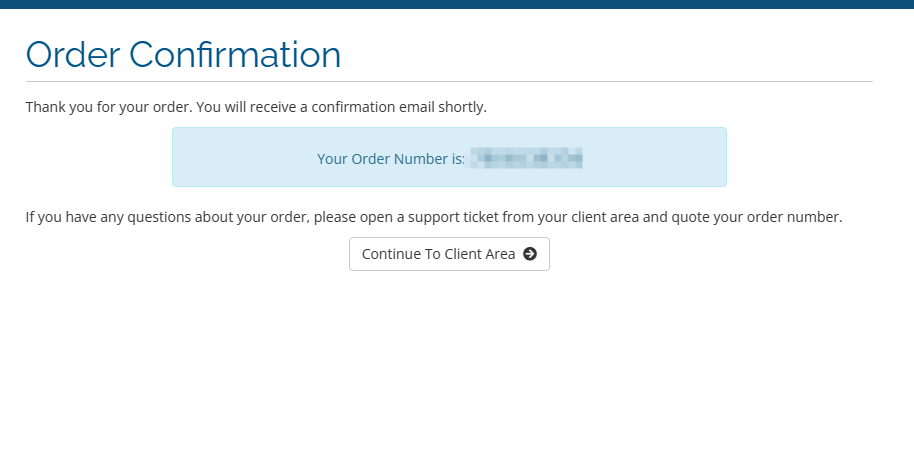 Order Confirmation
Thank you for your order. You will receive a confirmation email shortly.
Your Order Number is:
If you have any questions about your order, please open a support ticket from your client area and quote your order number.
Continue To Client Area